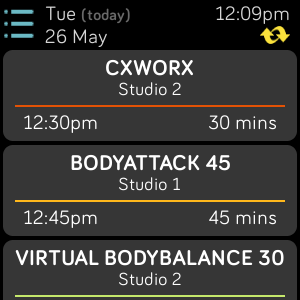 Tue (today) 12:09pm
26 May
CXWORX
Studio 2
12:30pm 30 mins
BODYATTACK 45
Studio 1
12:45pm 45 mins
VIRTUAL BODYBALANCE 30
Studio 2